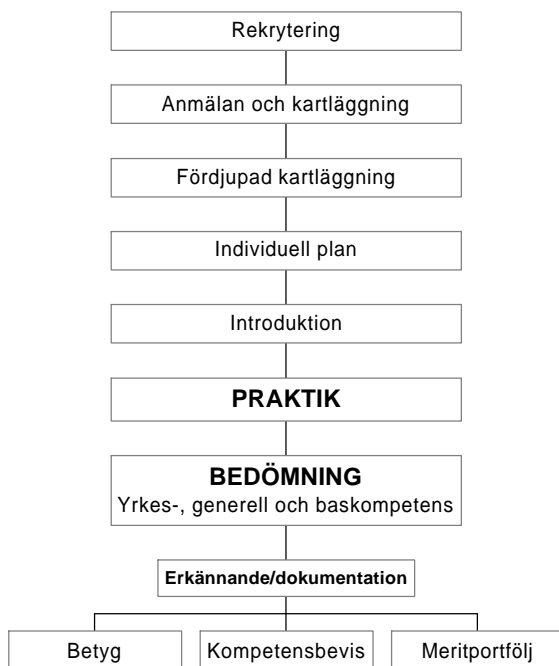 Rekrytering
Anmälan och kartläggning
Fördjupad kartläggning
Individuell plan
Introduktion
PRAKTIK
BEDÖMNING
Yrkes-, generell och baskompetens
Erkännande/dokumentation
Betyg
Kompetensbevis
Meritportfölj